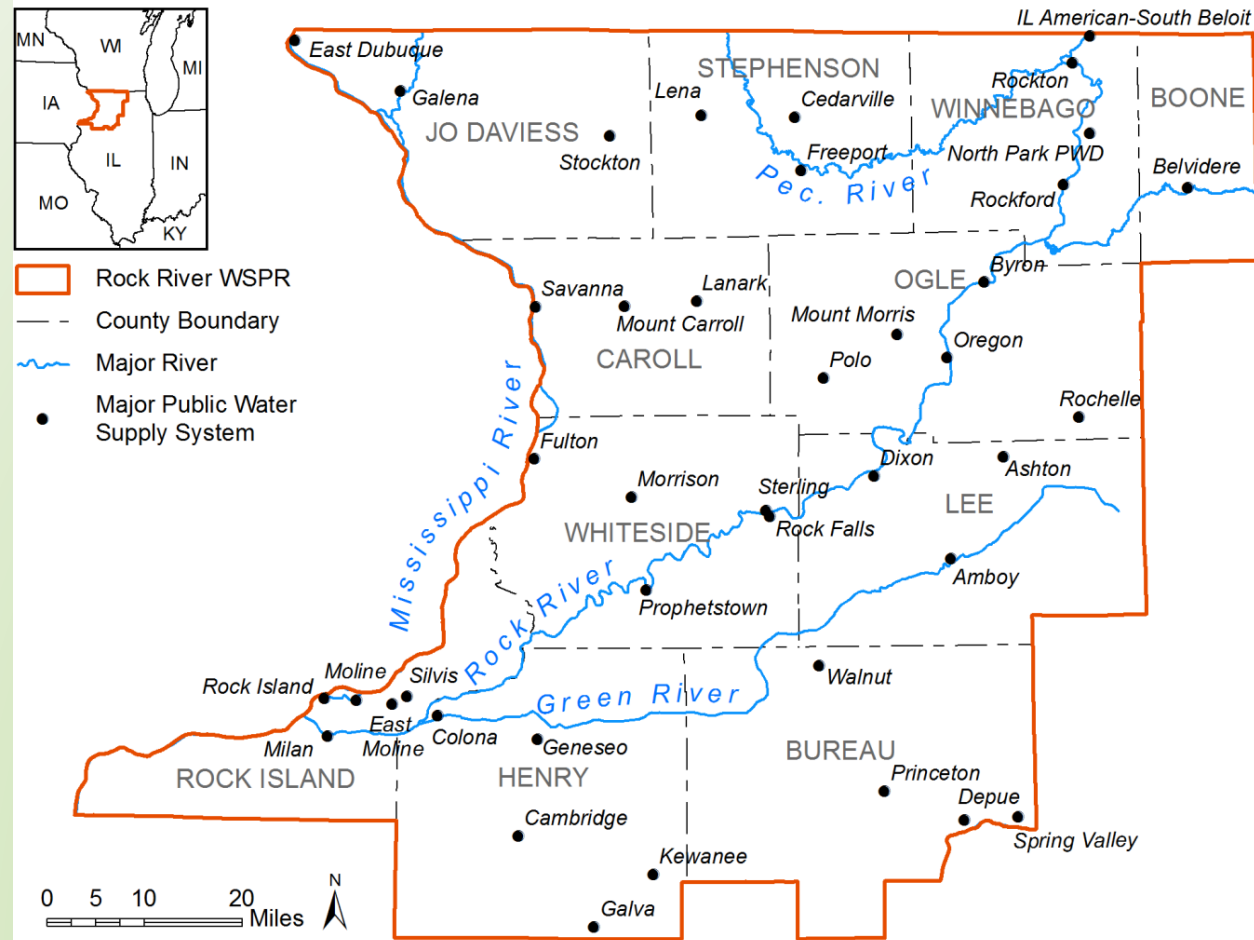 MN
WI
MI
IA
IL
IN
MO
KY
Rock River WSPR
County Boundary
Major River
Major Public Water
Supply System
IL American-South Beloit
East Dubuque
Rockton
STEPHENSON
Galena
Lena
Cedarville
WINNEBAGO
BOONE
JO DAVIESS
Stockton
Freeport
North Park PWD
Pec. River
Belvidere
Rockford
Byron
OGLE
Savanna
Lanark
Mount Carroll
Mount Morris
Oregon
CAROLL
Polo
Rochelle
Mississippi River
Fulton
Dixon
Ashton
Morrison
Sterling
LEE
WHITESIDE
Rock Falls
Amboy
Rock River
Prophetstown
Walnut
Rock Island
Moline
Silvis
Green River
East
Moline
Colona
Milan
Geneseo
BUREAU
ROCK ISLAND
HENRY
Princeton
Depue
Cambridge
Spring Valley
Kewanee
Galva
0 5 10 20
Miles
N